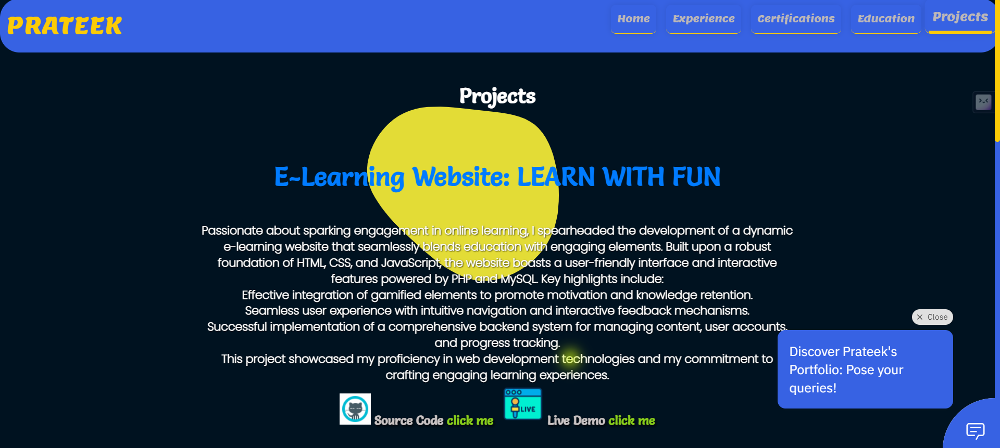 PRATEEK
Home
Experience
Certifications
Education
Projects
Projects
E-Learning Website: LEARN WITH FUN
Passionate about sparking engagement in online learning, I spearheaded the development of a dynamic
e-learning website that seamlessly blends education with engaging elements. Built upon a robust
foundation of HTML, CSS, and JavaScript, the website boasts a user-friendly interface and interactive
features powered by PHP and MySQL. Key highlights include:
Effective integration of gamified elements to promote motivation and knowledge retention.
Seamless user experience with intuitive navigation and interactive feedback mechanisms.
Successful implementation of a comprehensive backend system for managing content, user accounts,
and progress tracking.
This project showcased my proficiency in web development technologies and my commitment to
crafting engaging learning experiences.
LIVE
Source Code click me
Live Demo click me
Close
Discover Prateek's
Portfolio: Pose your
queries!